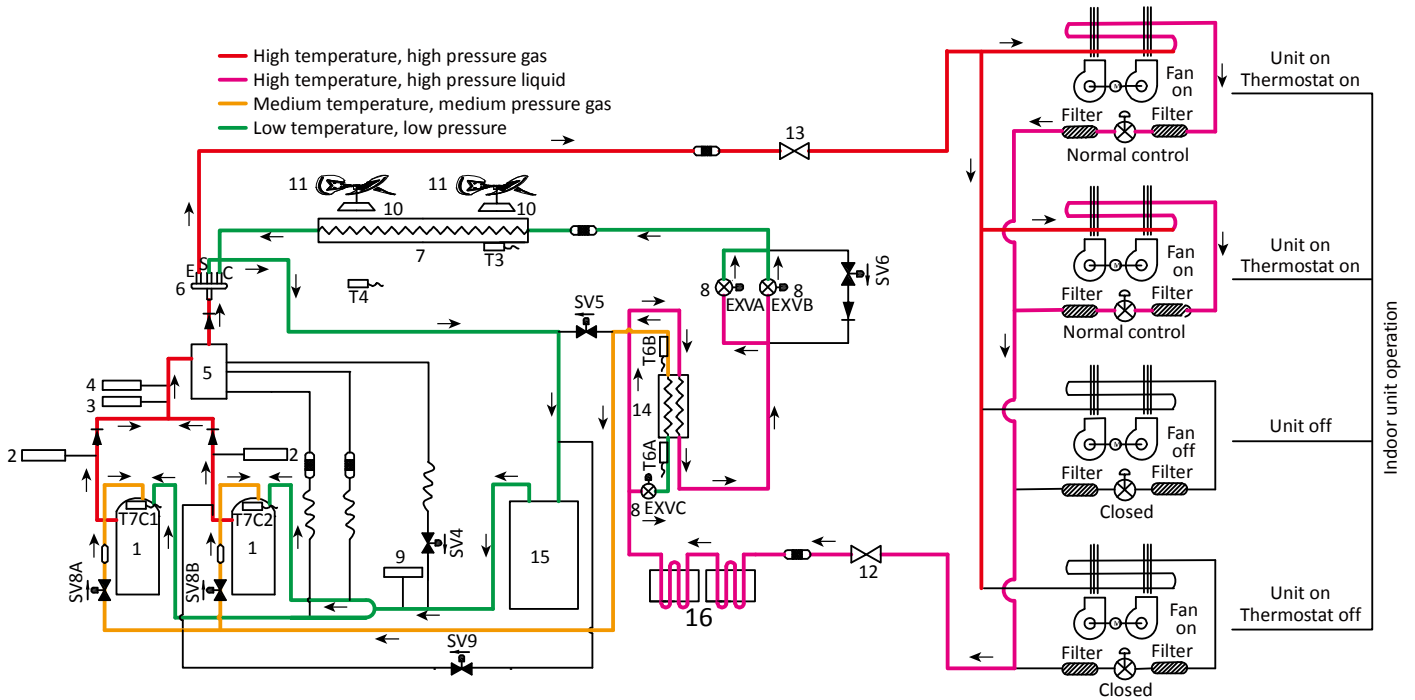 High temperature, high pressure gas
High temperature, high pressure liquid
Medium temperature, medium pressure gas
Low temperature, low pressure
13
11
11
10
10
7
T3
T4
E
S
C
6
5
4
3
2
2
T7C1
T7C2
1
1
SV8A
SV8B
SV9
9
SV4
15
SV5
T6B
14
T6A
8
EXVC
8
EXVA
8
EXVB
SV6
16
12
Fan
on
Filter
Filter
Normal control
Unit on
Thermostat on
Fan
on
Filter
Filter
Normal control
Unit on
Thermostat on
Fan
off
Filter
Filter
Closed
Unit off
Fan
on
Filter
Filter
Closed
Unit on
Thermostat off
Indoor unit operation